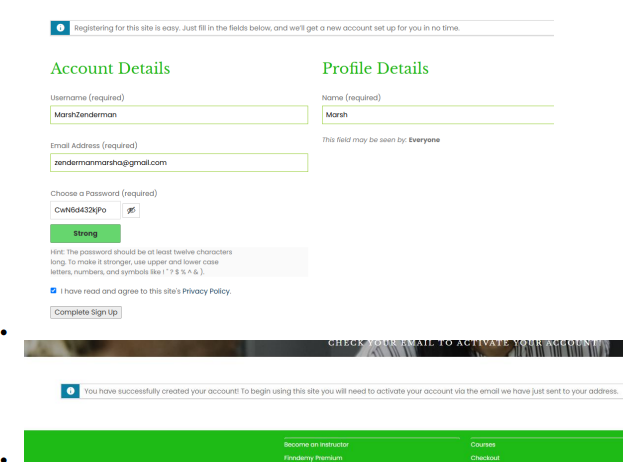 Registering for this site is easy. Just fill in the fields below, and we'll get a new account set up for you in no time.
Account Details
Profile Details
Username (required)
Name (required)
MarshZenderman
Marsh
Email Address (required)
This field may be seen by: Everyone
zendermanmarsha@gmail.com
Choose a Password (required)
CwN6d432kjPo
Strong
Hint: The password should be at least twelve characters
long. To make it stronger, use upper and lower case
letters, numbers, and symbols like ! " ? $ % ^ & ).
I have read and agree to this site's Privacy Policy.
Complete Sign Up
CHECK YOUR EMAIL TO ACTIVATE YOUR ACCOUNT!
You have successfully created your account! To begin using this site you will need to activate your account via the email we have just sent to your address.
Become an Instructor
Courses
Finndemy Premium
Checkout